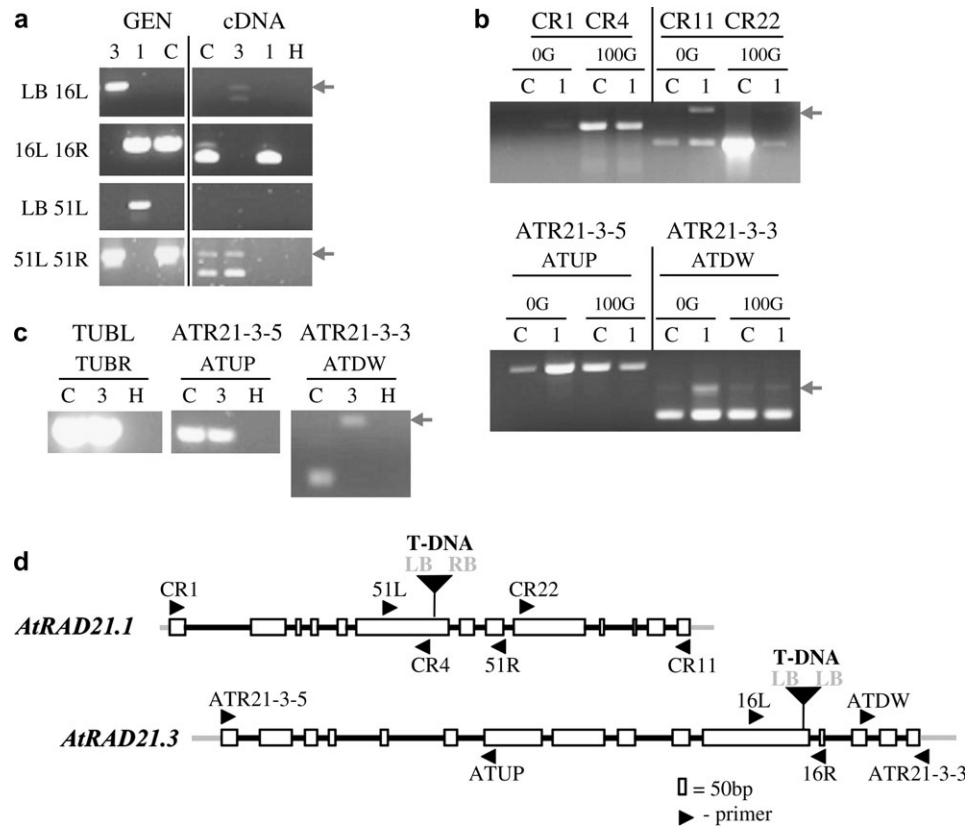 a
GEN cDNA
3 1 C C 3 1 H
LB 16L
16L 16R
LB 51L
51L 51R
b
CR1 CR4 CR11 CR22
0G 100G 0G 100G
C 1 C 1 C 1 C 1
ATR21-3-5 ATR21-3-3
ATUP ATDW
0G 100G 0G 100G
C 1 C 1 C 1 C 1
c
TUBL ATR21-3-5 ATR21-3-3
TUBR ATUP ATDW
C 3 H C 3 H C 3 H
d
T-DNA
LB RB
CR1 51L CR22
AtRAD21.1
CR4 51R CR11
T-DNA
LB LB
ATR21-3-5 16L ATDW
AtRAD21.3
ATUP 16R ATR21-3-3
= 50bp
- primer